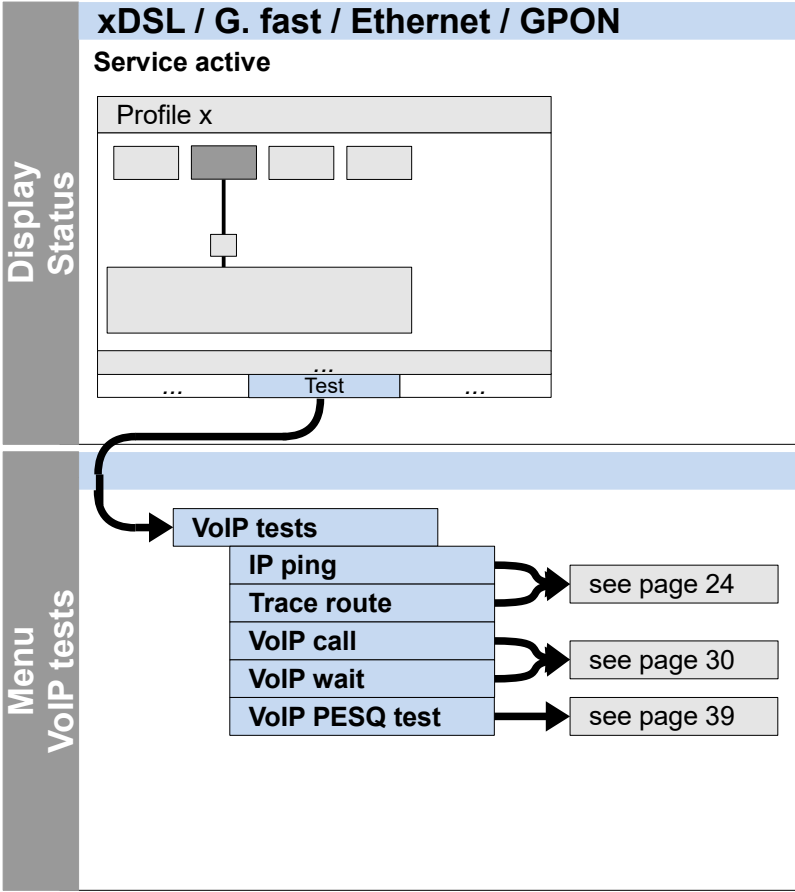 xDSL / G. fast / Ethernet / GPON
Service active
Display
Status
Profile x
...
...
Test
...
Menu
VoIP tests
VoIP tests
IP ping
Trace route
see page 24
VoIP call
VoIP wait
see page 30
VoIP PESQ test
see page 39